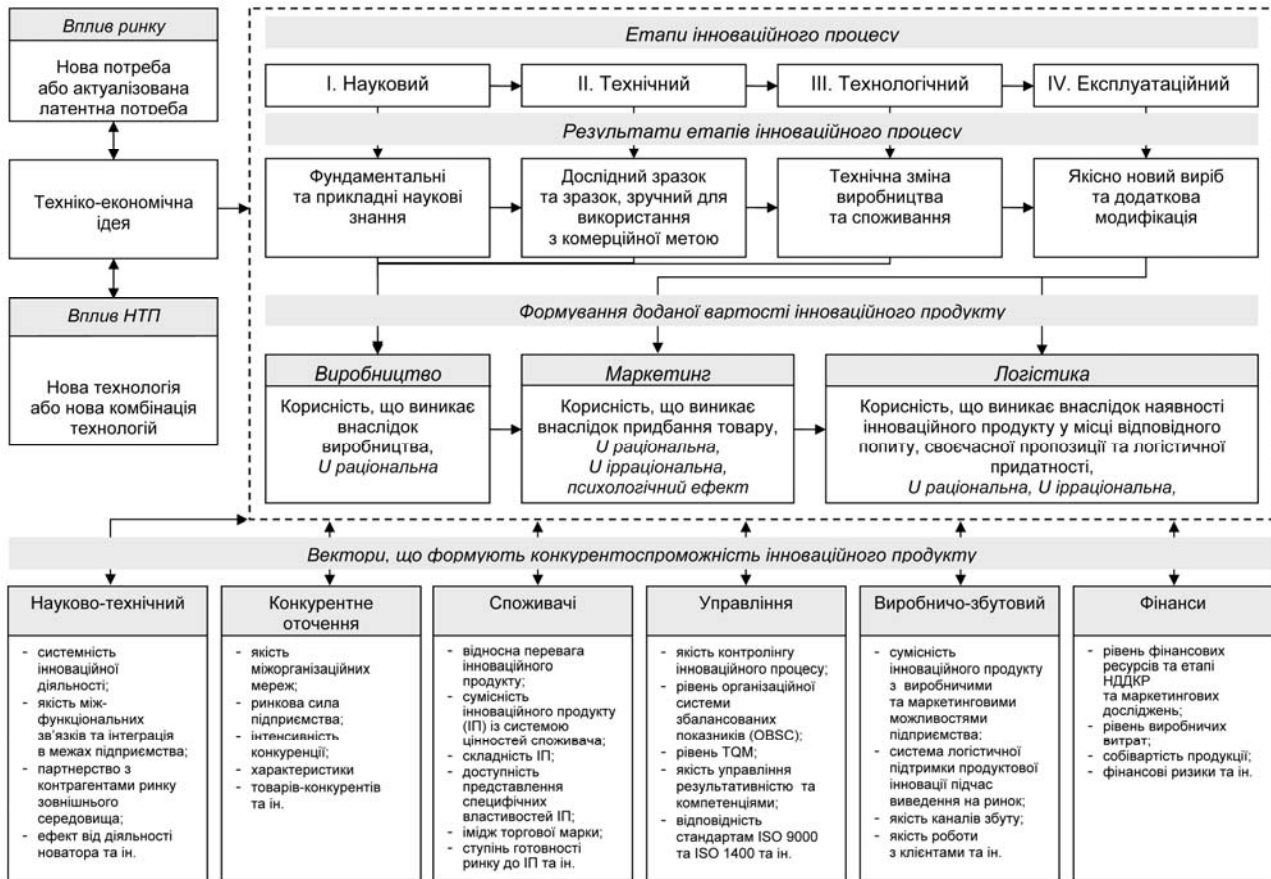 Вплив ринку
Нова потреба
або актуалізована
латентна потреба
Техніко-економічна
ідея
Вплив НТП
Нова технологія
або нова комбінація
технологій
Етапи інноваційного процесу
І. Науковий
ІІ. Технічний
ІІІ. Технологічний
IV. Експлуатаційний
Результати етапів інноваційного процесу
Фундаментальні
та прикладні наукові
знання
Дослідний зразок
та зразок, зручний для
використання
з комерційної метою
Технічна зміна
виробництва
та споживання
Якісно новий виріб
та додаткова
модифікація
Формування доданої вартості інноваційного продукту
Виробництво
Корисність, що виникає
внаслідок
виробництва,
U раціональна
Маркетинг
Корисність, що виникає
внаслідок придбання товару,
U раціональна,
U ірраціональна,
психологічний ефект
Логістика
Корисність, що виникає внаслідок наявності
інноваційного продукту у місці відповідного
попиту, своєчасної пропозиції та логістичної
придатності,
U раціональна, U ірраціональна,
Вектори, що формують конкурентоспроможність інноваційного продукту
Науково-технічний
- системність
інноваційної
діяльності;
- якість між-
функціональних
зв'язків та інтеграція
в межах підприємства;
- партнерство з
контрагентами ринку
зовнішнього
середовища;
- ефект від діяльності
новатора та ін.
Конкурентне
оточення
- якість
міжорганізаційних
мереж;
- ринкова сила
підприємства;
- інтенсивність
конкуренції;
- характеристики
- товарів-конкурентів
та ін.
Споживачі
- відносна перевага
інноваційного
продукту;
- сумісність
інноваційного
продукту (ІП) із системою
цінностей споживача;
- складність ІП;
- доступність
представлення
специфічних
властивостей ІП;
- імідж торгової марки;
- ступінь готовності
ринку до ІП та ін.
Управління
- якість контролінгу
інноваційного процесу;
- рівень організаційної
системи
збалансованих
показників (OBSC);
- рівень TQM;
- якість управління
результативністю та
компетенціями;
- відповідність
стандартам ISO 9000
та ISO 1400 та ін.
Виробничо-збутовий
- сумісність
інноваційного продукту
з виробничими
та маркетинговими
можливостями
підприємства;
- система логістичної
підтримки продуктової
інновації підчас
виведення на ринок;
- якість каналів збуту;
- якість роботи
з клієнтами та ін.
Фінанси
- рівень фінансових
ресурсів та етапі
НДДКР
та маркетингових
досліджень;
- рівень виробничих
витрат;
- собівартість продукції;
- фінансові ризики та ін.